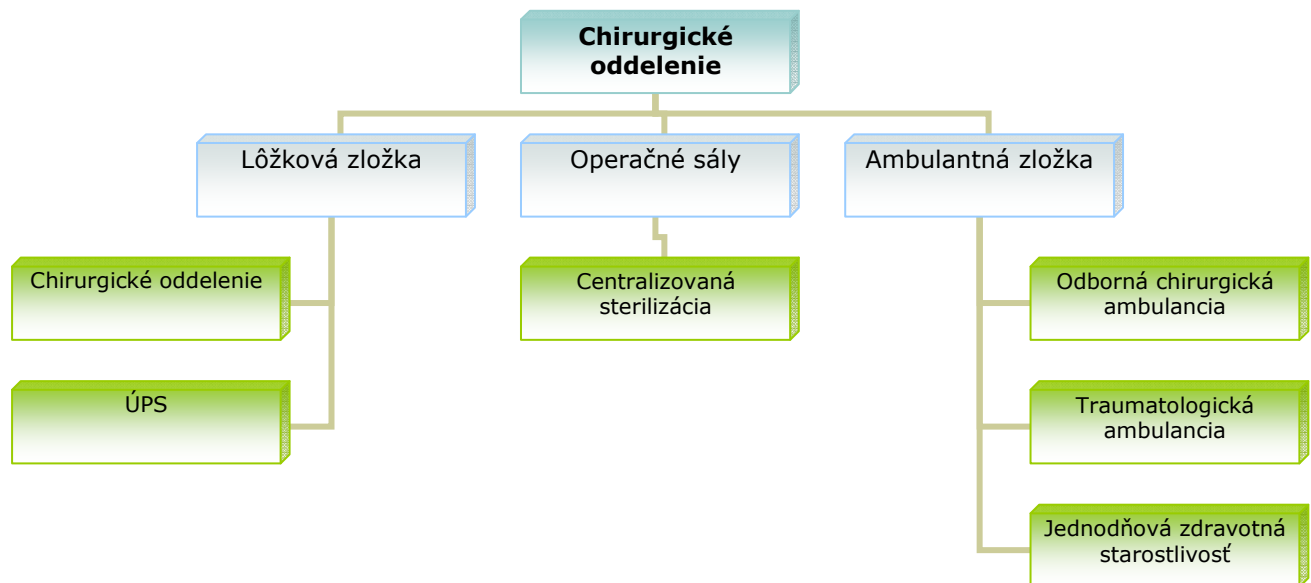 Chirurgické
oddelenie
Lôžková zložka
Operačné sály
Ambulantná zložka
Chirurgické oddelenie
Centralizovaná
sterilizácia
Odborná chirurgická
ambulancia
ÚPS
Traumatologická
ambulancia
Jednodňová zdravotná
starostlivosť